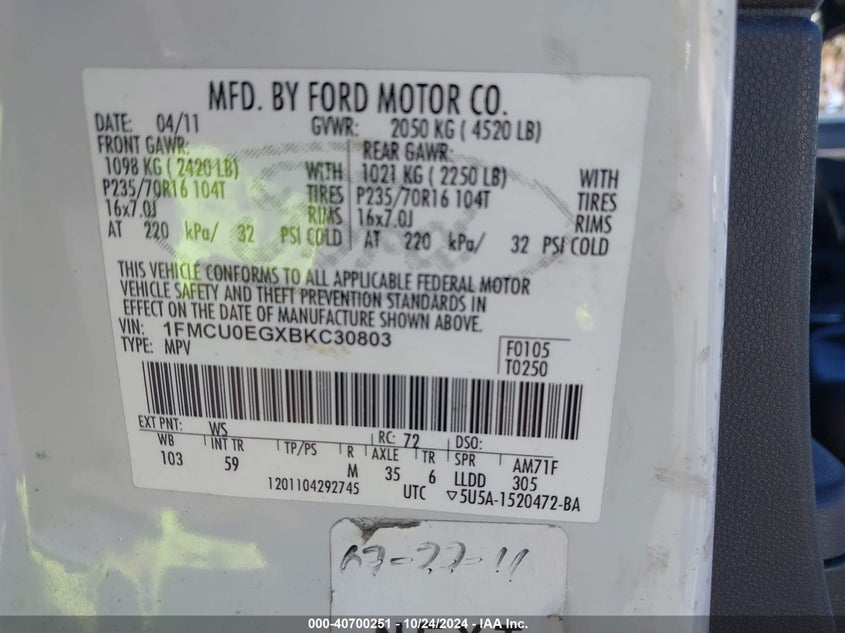 MFD. BY FORD MOTOR CO.
DATE: 04/11 GVWR: 2050 KG ( 4520 LB)
FRONT GAWR: REAR GAWR:
1098 KG ( 2420 LB) WITH 1021 KG ( 2250 LB) WITH
P235/70R16 104T TIRES P235/70R16 104T TIRES
16x7.0J RIMS 16x7.0J RIMS
AT 220 kPa/ 32 PSI COLD AT 220 kPa/ 32 PSI COLD
THIS VEHICLE CONFORMS TO ALL APPLICABLE FEDERAL MOTOR
VEHICLE SAFETY AND THEFT PREVENTION STANDARDS IN
EFFECT ON THE DATE OF MANUFACTURE SHOWN ABOVE.
VIN: 1FMCU0EGXBKC30803
TYPE: MPV
F0105
T0250
EXT PNT: WS RC: 72 DSO:
WB INT TR TP/PS R AXLE TR SPR AM71F
103 59 M 35 6 LLDD 305
1201104292745 UTC ▽5U5A-1520472-BA
000-40700251 - 10/24/2024 - IAA Inc.